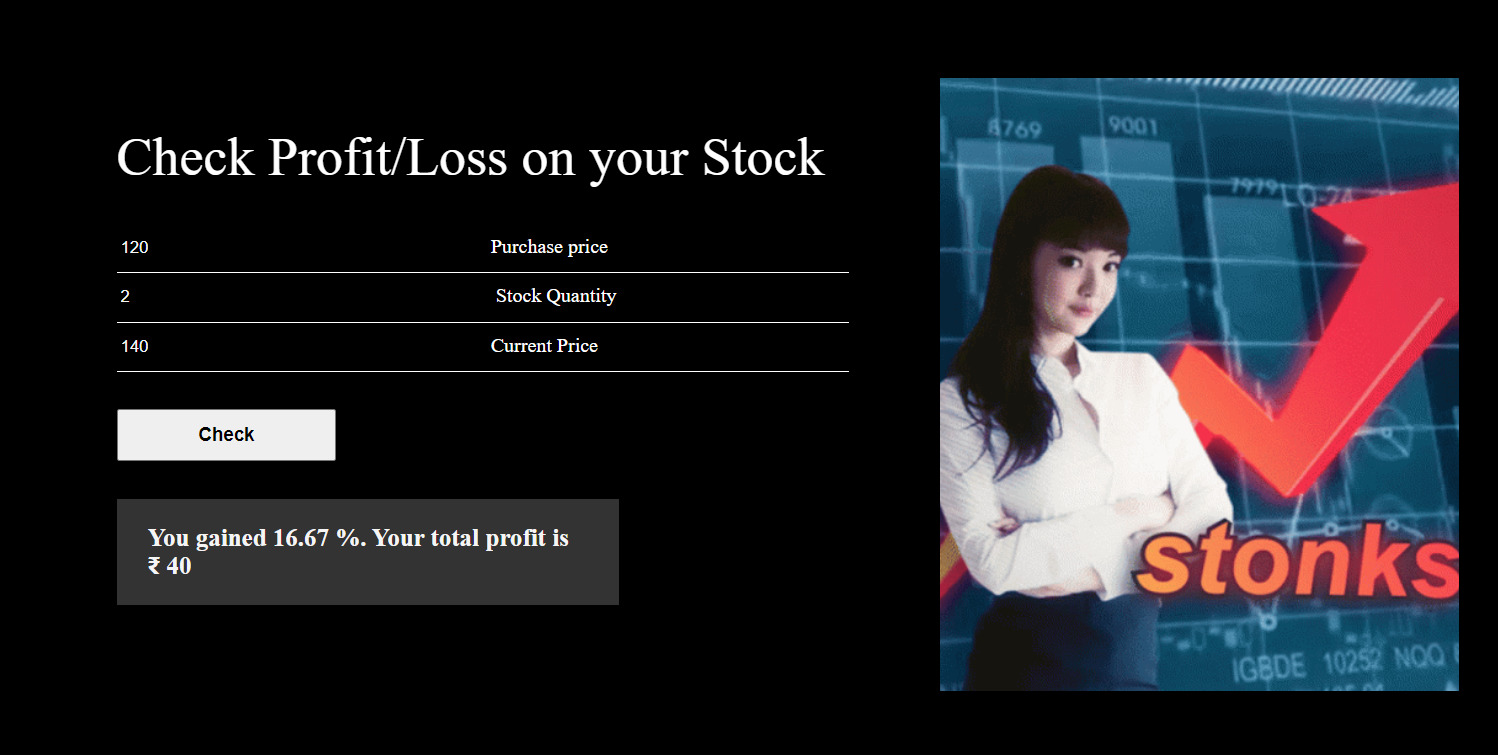 Check Profit/Loss on your Stock
120 Purchase price
2 Stock Quantity
140 Current Price
Check
You gained 16.67 %. Your total profit is
₹ 40
8769
9001
7979
LO-24
stonks
IGBDE 10252 NQQ